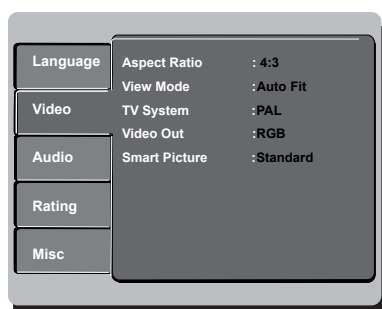 Language
Video
Audio
Rating
Misc
Aspect Ratio : 4:3
View Mode :Auto Fit
TV System :PAL
Video Out :RGB
Smart Picture :Standard